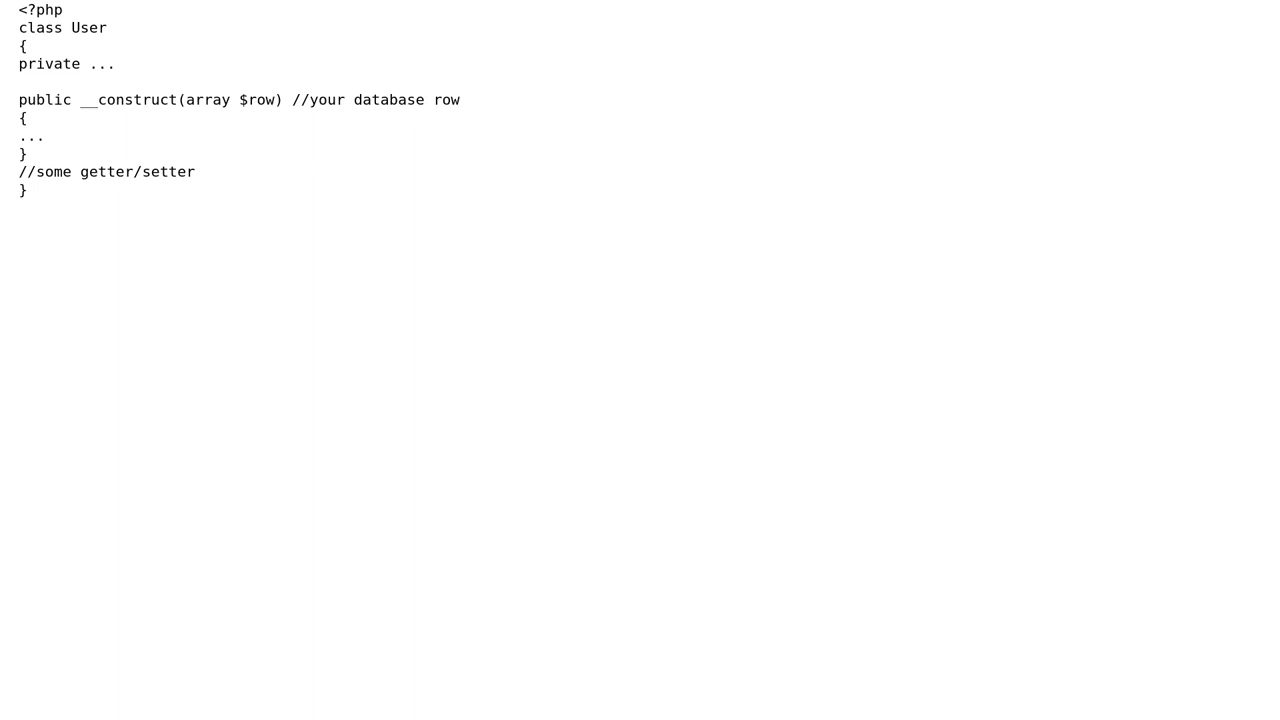 <?php
class User
{
private ...

public __construct(array $row) //your database row
{
...
}
//some getter/setter
}